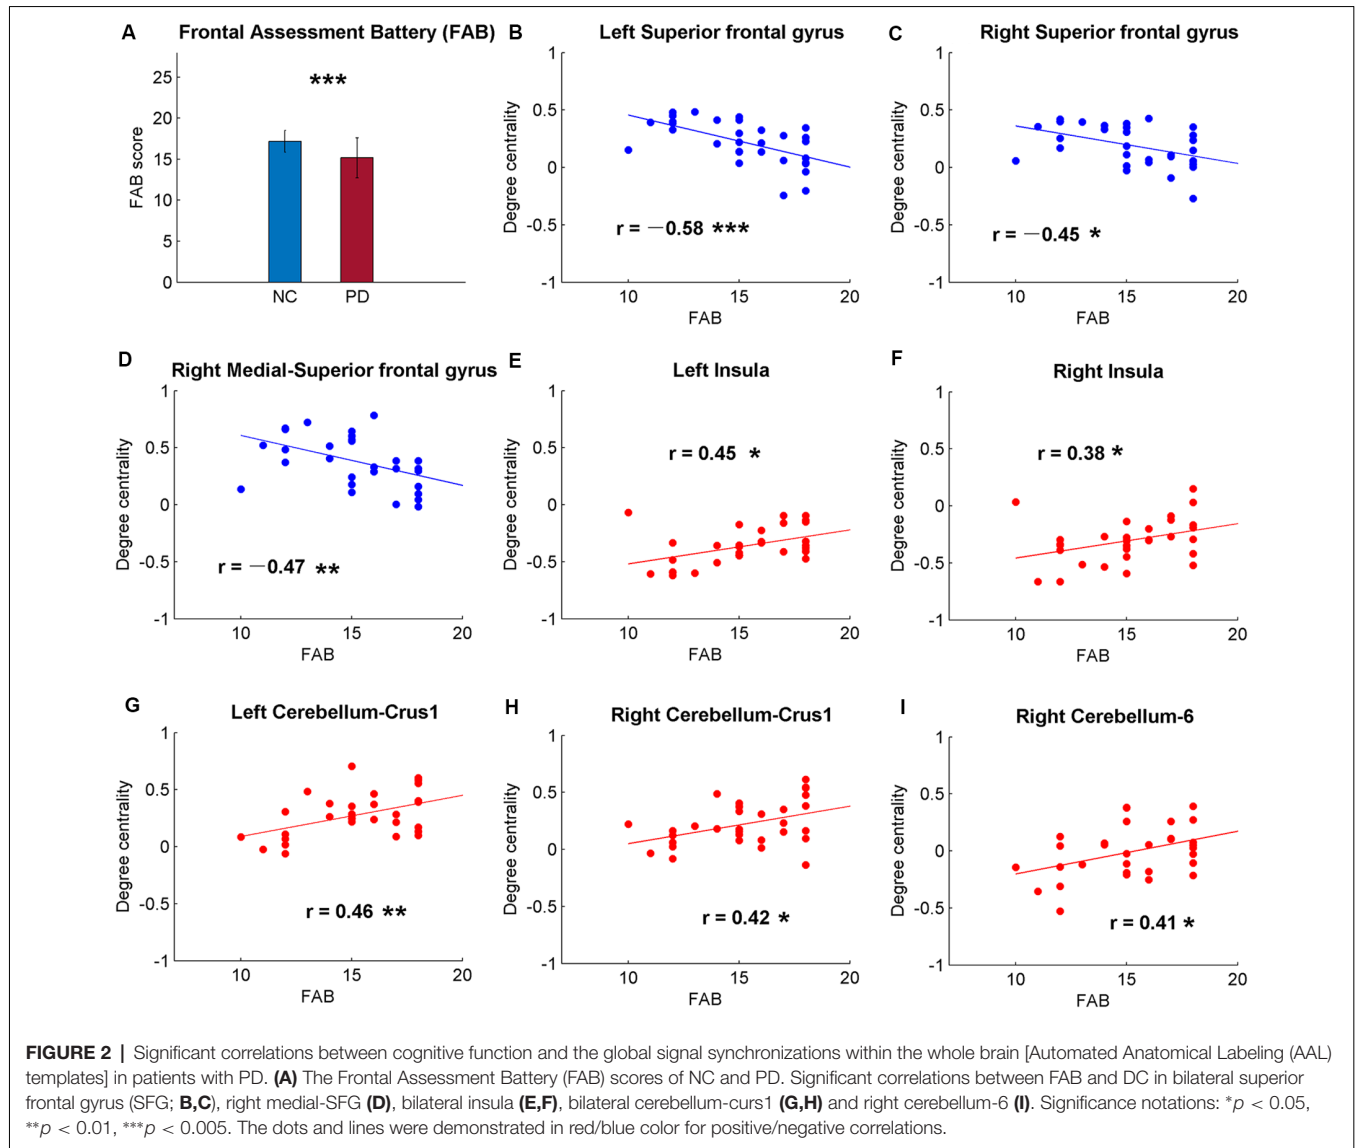 A Frontal Assessment Battery (FAB)
FAB score
25
20
15
10
5
0
***
NC PD
B Left Superior frontal gyrus
Degree centrality
1
0.5
0
-0.5
-1
r = −0.58 ***
10 15 20
FAB
C Right Superior frontal gyrus
Degree centrality
1
0.5
0
-0.5
-1
r = −0.45 *
10 15 20
FAB
D Right Medial-Superior frontal gyrus
Degree centrality
1
0.5
0
-0.5
-1
r = −0.47 **
10 15 20
FAB
E Left Insula
Degree centrality
1
0.5
0
-0.5
-1
r = 0.45 *
10 15 20
FAB
F Right Insula
Degree centrality
1
0.5
0
-0.5
-1
r = 0.38 *
10 15 20
FAB
G Left Cerebellum-Crus1
Degree centrality
1
0.5
0
-0.5
-1
r = 0.46 **
10 15 20
FAB
H Right Cerebellum-Crus1
Degree centrality
1
0.5
0
-0.5
-1
r = 0.42 *
10 15 20
FAB
I Right Cerebellum-6
Degree centrality
1
0.5
0
-0.5
-1
r = 0.41 *
10 15 20
FAB
FIGURE 2 | Significant correlations between cognitive function and the global signal synchronizations within the whole brain [Automated Anatomical Labeling (AAL)
templates] in patients with PD. (A) The Frontal Assessment Battery (FAB) scores of NC and PD. Significant correlations between FAB and DC in bilateral superior
frontal gyrus (SFG; B,C), right medial-SFG (D), bilateral insula (E,F), bilateral cerebellum-curs1 (G,H) and right cerebellum-6 (I). Significance notations: *p < 0.05,
**p < 0.01, ***p < 0.005. The dots and lines were demonstrated in red/blue color for positive/negative correlations.